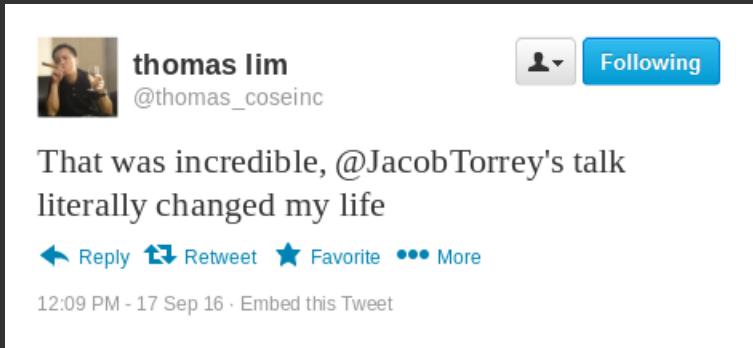 thomas lim
Following
@thomas_coseinc
That was incredible, @JacobTorrey's talk
literally changed my life
Reply Retweet Favorite More
12:09 PM - 17 Sep 16 · Embed this Tweet